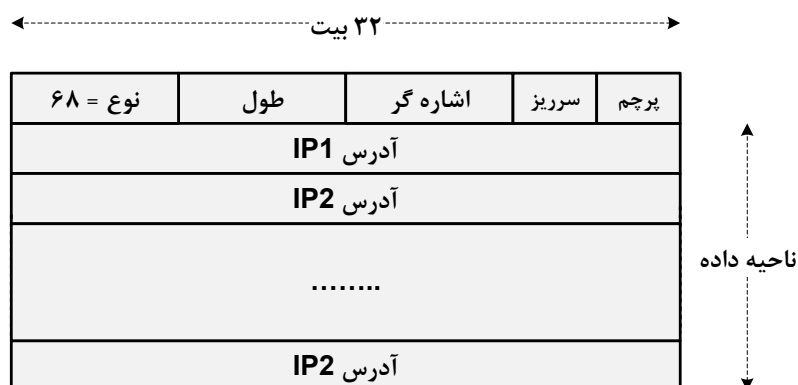 ۳۲ بیت
نوع = ۶۸ طول اشاره گر سرریز پرچم
آدرس IP1
آدرس IP2
........
ناحیه داده
آدرس IP2